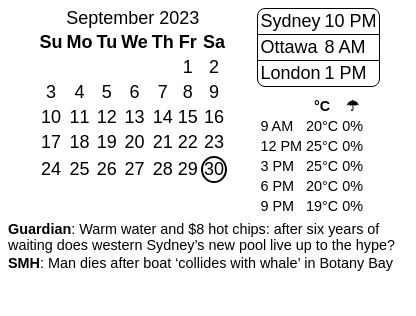 September 2023
Su Mo Tu We Th Fr Sa
1 2
3 4 5 6 7 8 9
10 11 12 13 14 15 16
17 18 19 20 21 22 23
24 25 26 27 28 29 30
Sydney 10 PM
Ottawa 8 AM
London 1 PM
°C ☂
9 AM 20°C 0%
12 PM 25°C 0%
3 PM 25°C 0%
6 PM 20°C 0%
9 PM 19°C 0%
Guardian: Warm water and $8 hot chips: after six years of
waiting does western Sydney’s new pool live up to the hype?
SMH: Man dies after boat ‘collides with whale’ in Botany Bay